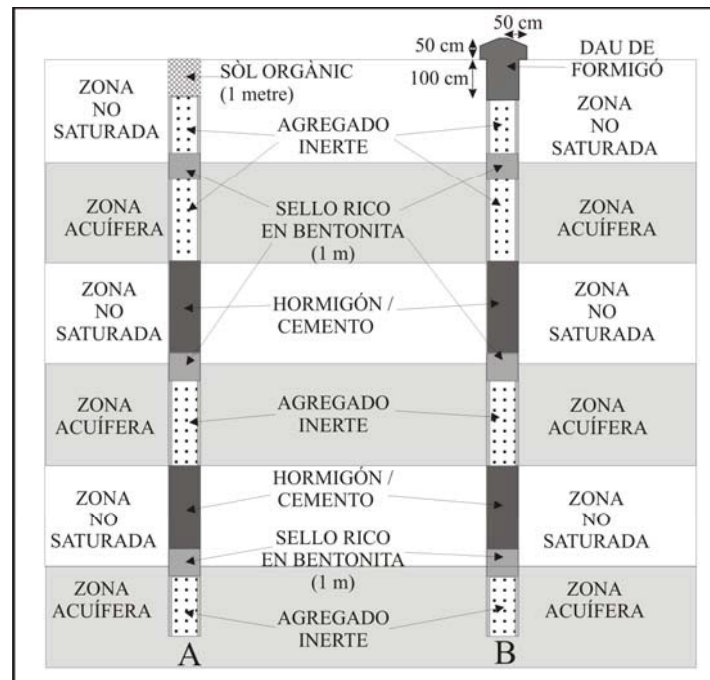 50 cm
50 cm
100 cm
DAU DE
FORMIGÓ
SÒL ORGÀNIC
(1 metre)
ZONA
NO
SATURADA
ZONA
NO
SATURADA
AGREGADO
INERTE
ZONA
ACUÍFERA
SELLO RICO
EN BENTONITA
(1 m)
ZONA
ACUÍFERA
ZONA
NO
SATURADA
HORMIGÓN /
CEMENTO
ZONA
NO
SATURADA
ZONA
ACUÍFERA
AGREGADO
INERTE
ZONA
ACUÍFERA
ZONA
NO
SATURADA
HORMIGÓN /
CEMENTO
ZONA
NO
SATURADA
SELLO RICO
EN BENTONITA
(1 m)
ZONA
ACUÍFERA
AGREGADO
INERTE
ZONA
ACUÍFERA
A
B